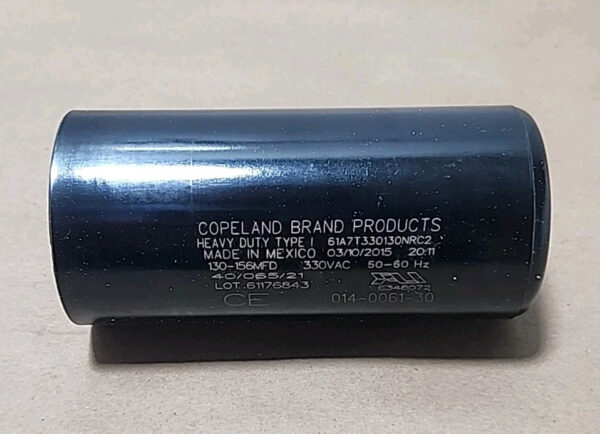 COPELAND BRAND PRODUCTS
HEAVY DUTY TYPE I 61A7T330130NRC2
MADE IN MEXICO 03/10/2015 20:11
130-156MFD 330VAC 50-60 Hz
40/065/21
E348072
LOT.61176843
CE 014-0061-30